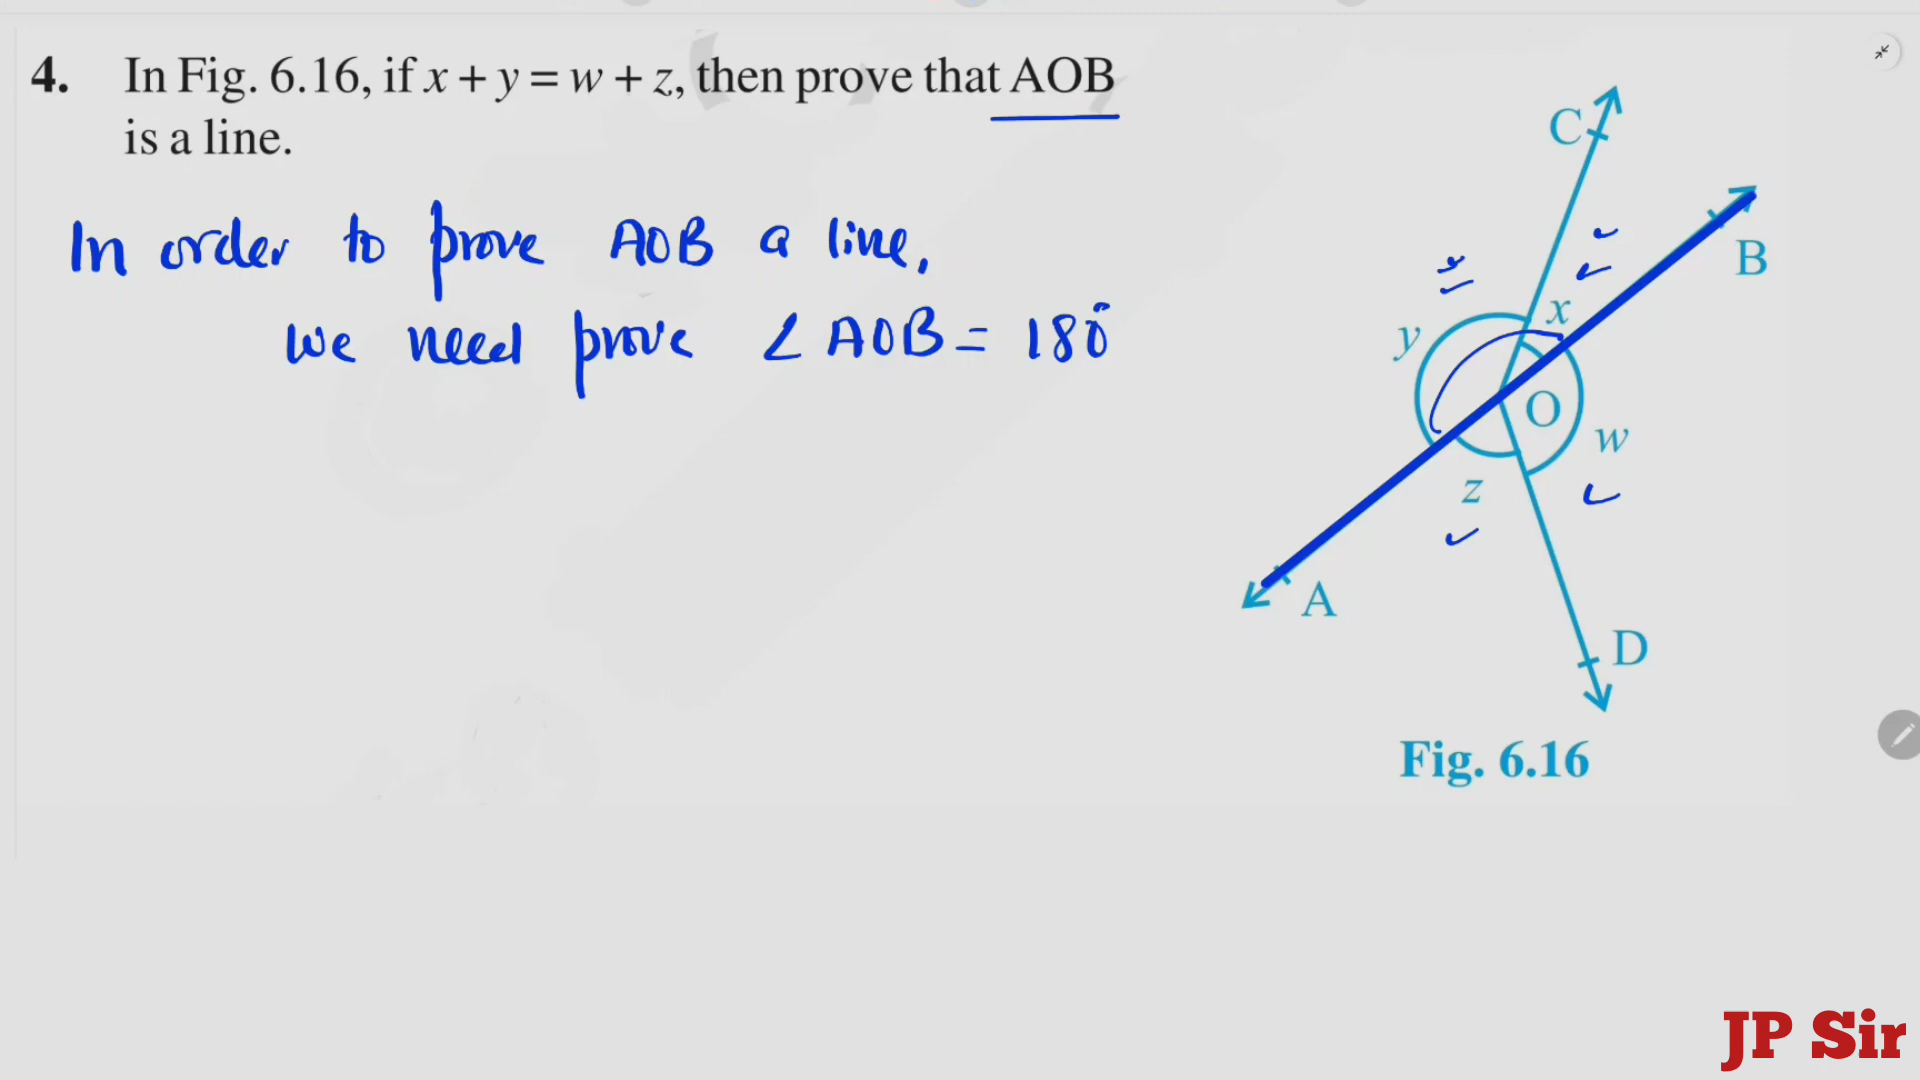 4. In Fig. 6.16, if x + y = w + z, then prove that AOB
is a line.
In order to prove AOB a line,
we need prove ∠AOB = 180°
C
B
x
y
O
w
z
A
D
Fig. 6.16
JP Sir